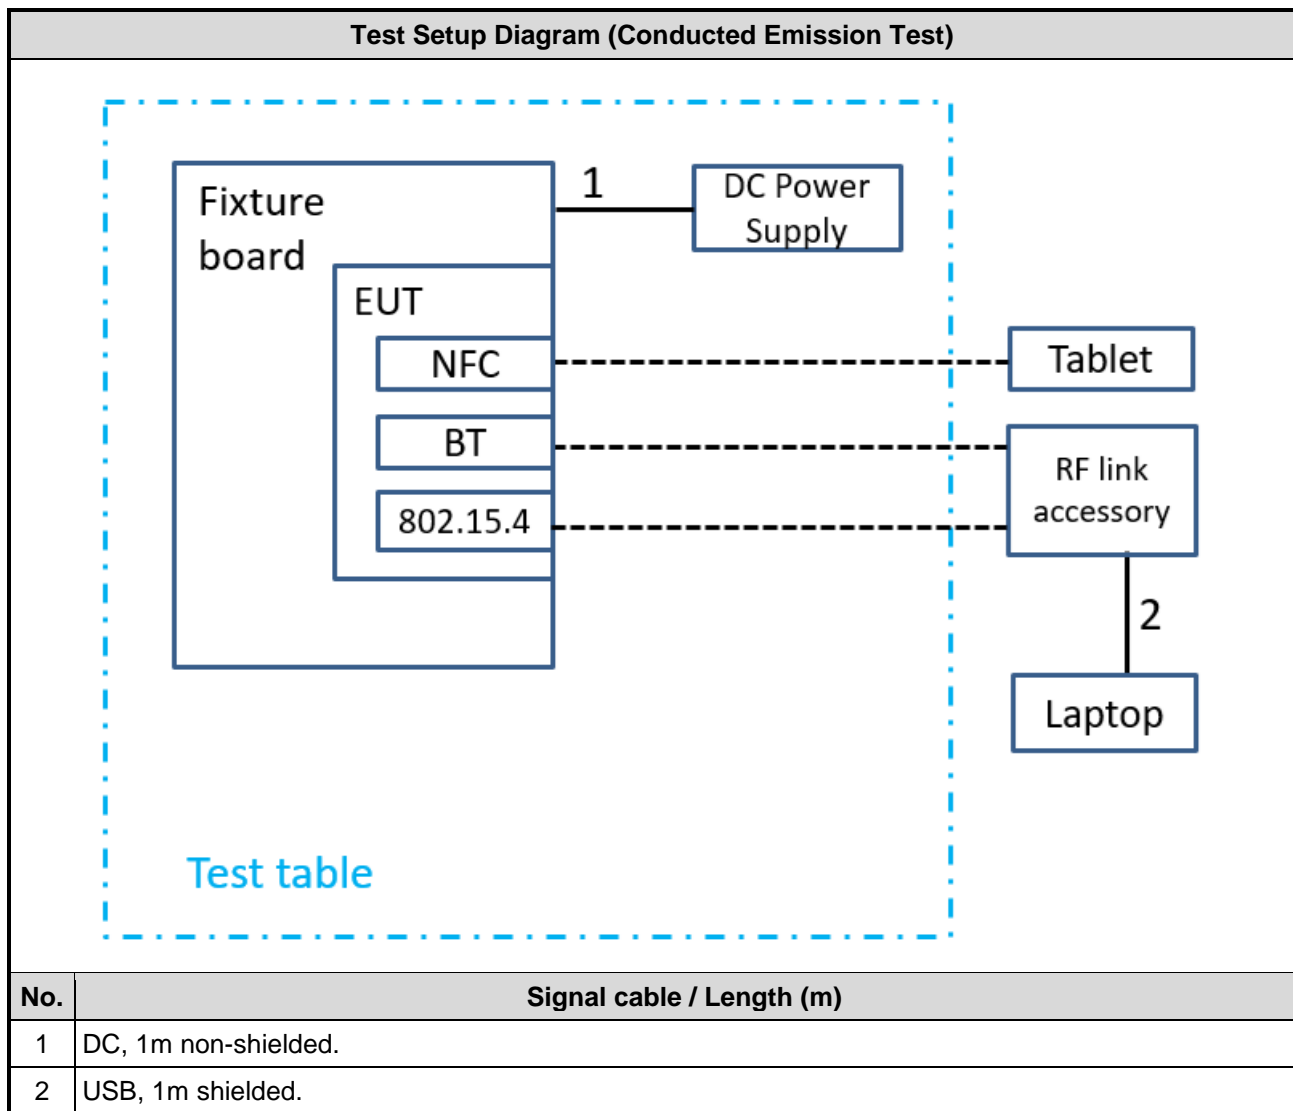 Test Setup Diagram (Conducted Emission Test)
Fixture
board
1
DC Power
Supply
EUT
NFC
Tablet
BT
RF link
accessory
802.15.4
2
Laptop
Test table
No. Signal cable / Length (m)
1 DC, 1m non-shielded.
2 USB, 1m shielded.